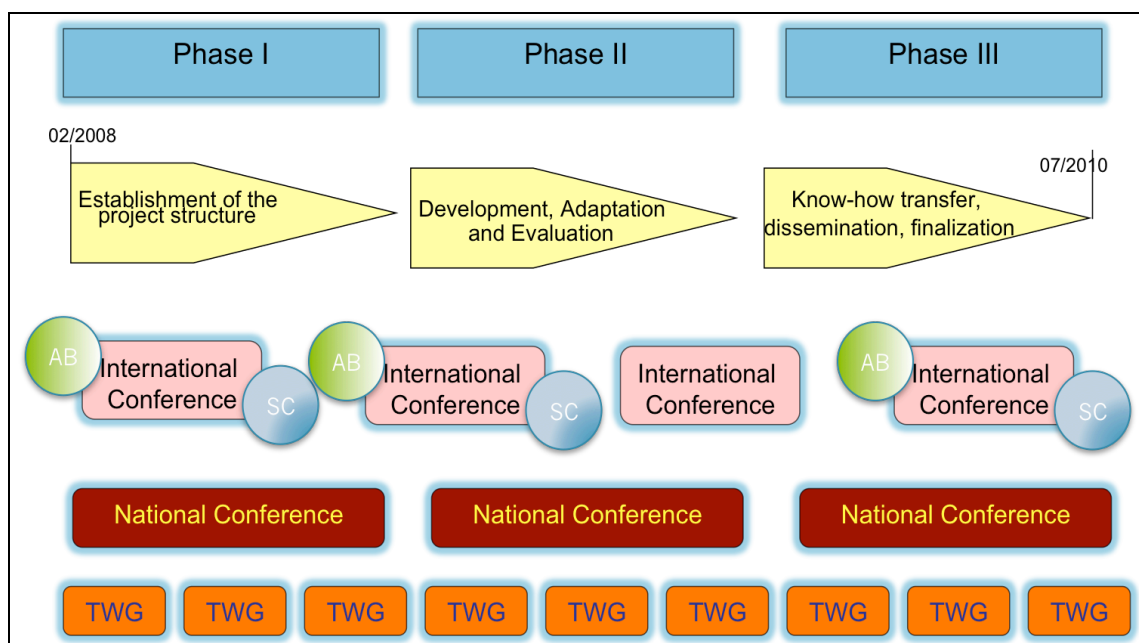 Phase I
Phase II
Phase III
02/2008
07/2010
Establishment of the
project structure
Development, Adaptation
and Evaluation
Know-how transfer,
dissemination, finalization
AB
International
Conference
SC
AB
International
Conference
SC
International
Conference
AB
International
Conference
SC
National Conference
National Conference
National Conference
TWG
TWG
TWG
TWG
TWG
TWG
TWG
TWG
TWG